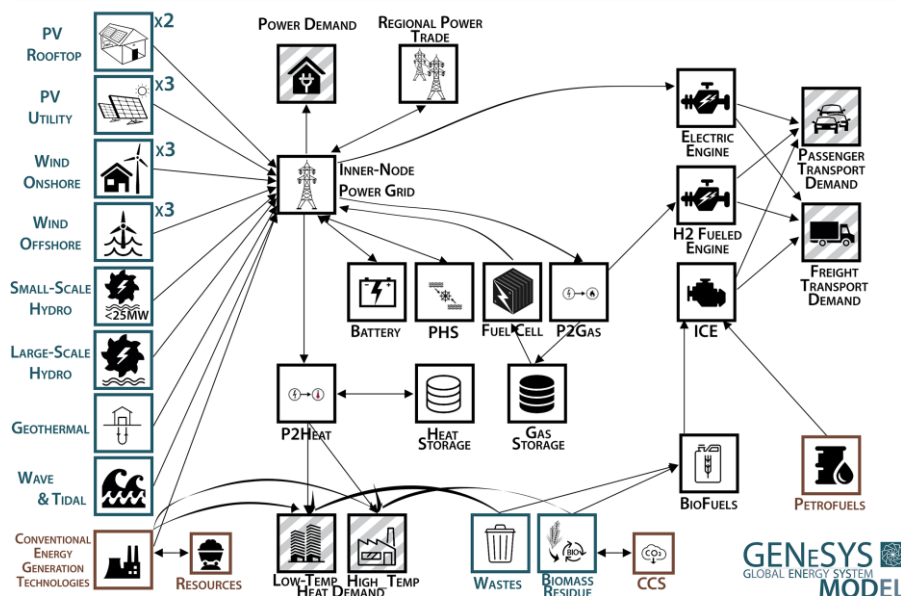 PV
ROOFTOP
x2
PV
UTILITY
x3
WIND
ONSHORE
x3
WIND
OFFSHORE
x3
SMALL-SCALE
HYDRO
<25MW
LARGE-SCALE
HYDRO
GEOTHERMAL
WAVE
& TIDAL
CONVENTIONAL
ENERGY
GENERATION
TECHNOLOGIES
RESOURCES
POWER DEMAND
REGIONAL POWER
TRADE
INNER-NODE
POWER GRID
BATTERY
PHS
FUEL CELL
P2GAS
P2HEAT
HEAT
STORAGE
GAS
STORAGE
LOW-TEMP HIGH TEMP
HEAT DEMAND
WASTES
BIO
BIOMASS
RESIDUE
CO2
CCS
ELECTRIC
ENGINE
H2 FUELED
ENGINE
ICE
BIOFUELS
PETROFUELS
PASSENGER
TRANSPORT
DEMAND
FREIGHT
TRANSPORT
DEMAND
GENeSYS
GLOBAL ENERGY SYSTEM
MODEL